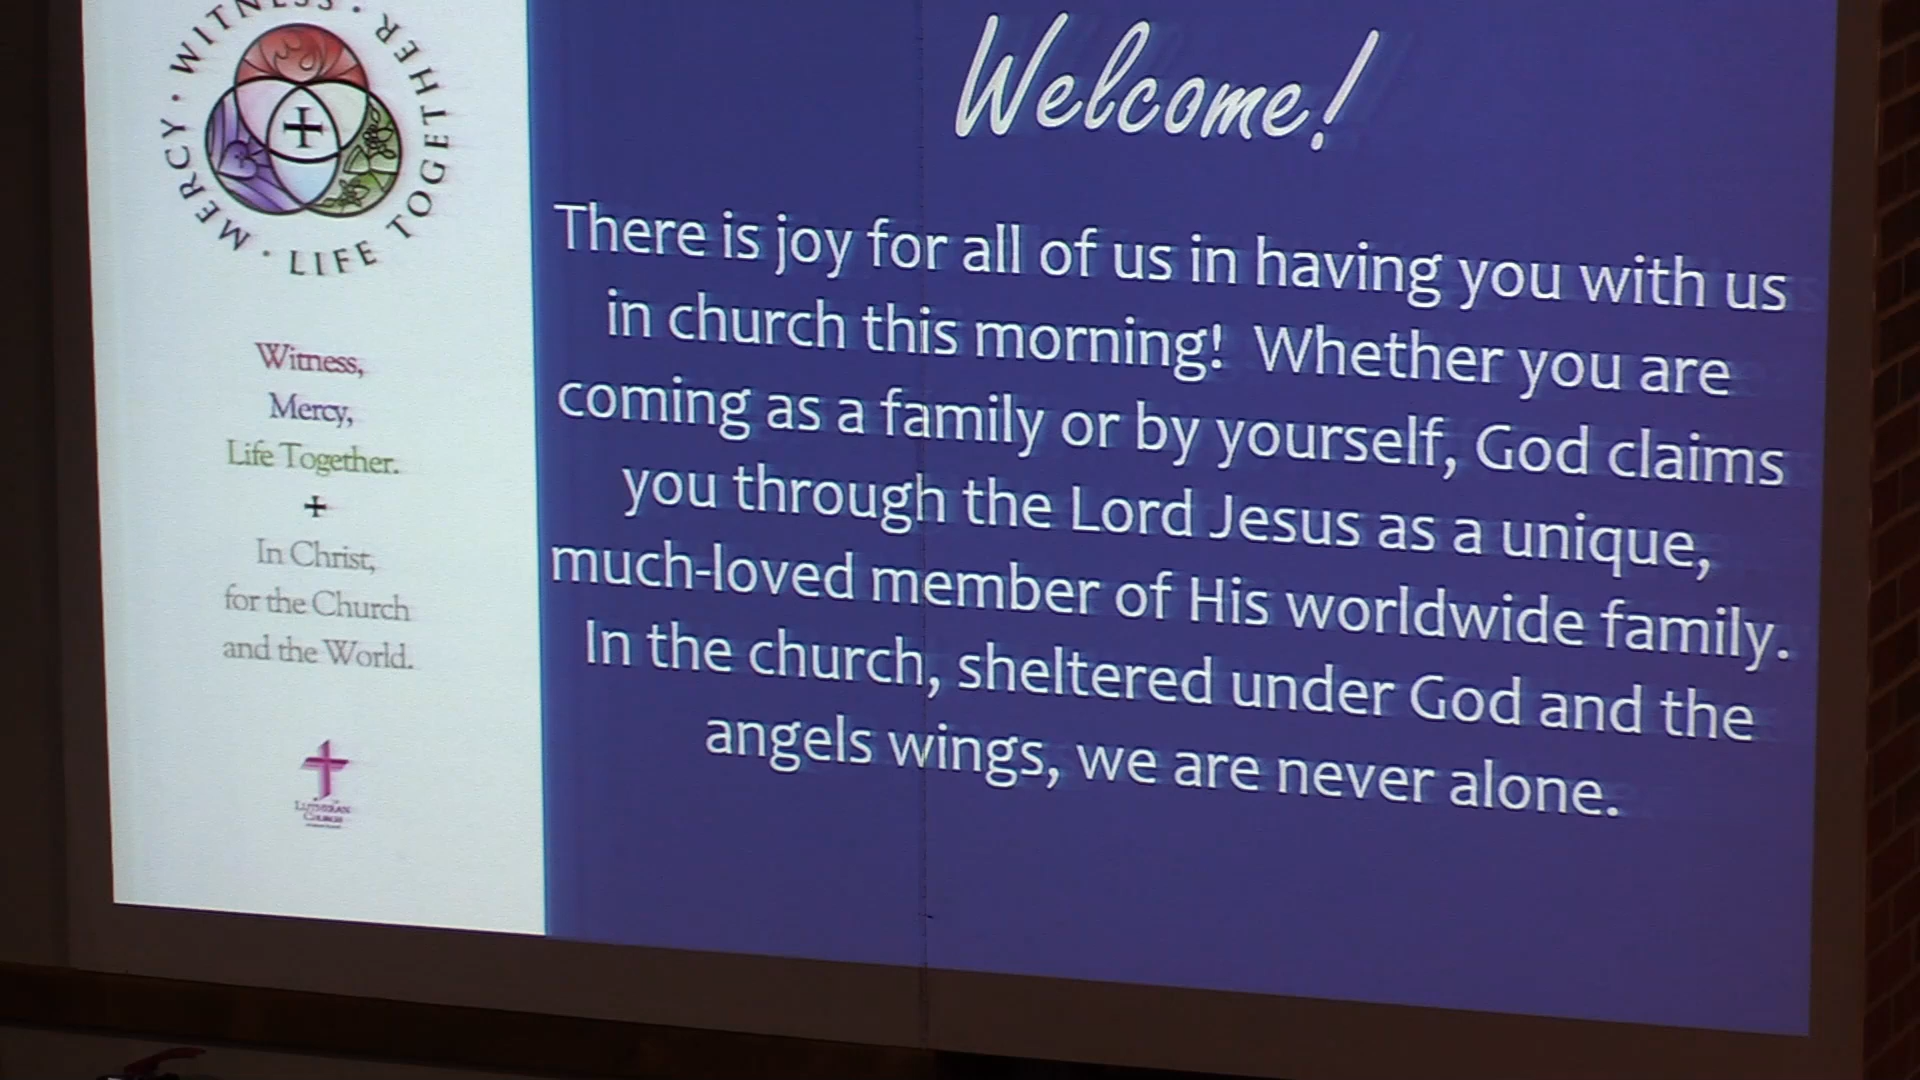 WITNESS · MERCY · LIFE TOGETHER ·
Witness,
Mercy,
Life Together.
In Christ,
for the Church
and the World.
LUTHERAN
CHURCH
Welcome!
There is joy for all of us in having you with us
in church this morning! Whether you are
coming as a family or by yourself, God claims
you through the Lord Jesus as a unique,
much-loved member of His worldwide family.
In the church, sheltered under God and the
angels wings, we are never alone.